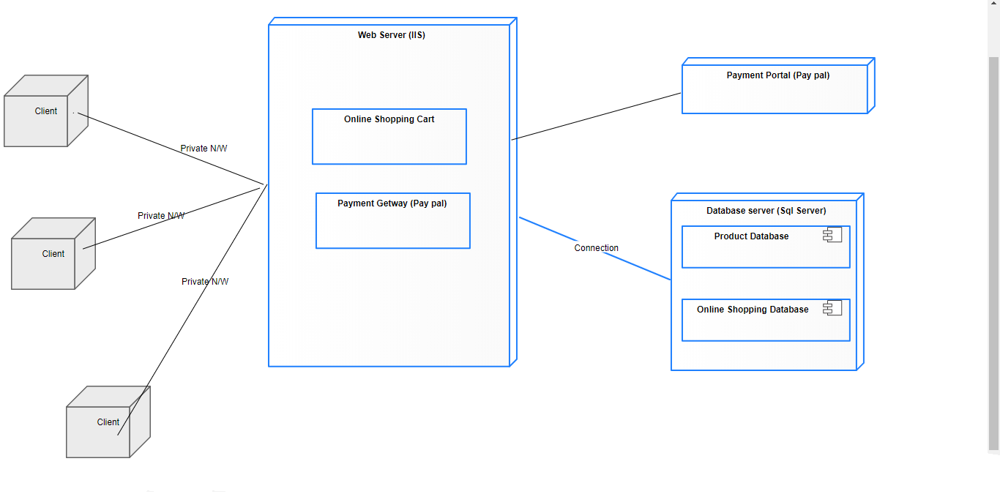 Web Server (IIS)
Payment Portal (Pay pal)
Client
Online Shopping Cart
Private N/W
Payment Getway (Pay pal)
Database server (Sql Server)
Private N/W
Product Database
Connection
Client
Private N/W
Online Shopping Database
Client